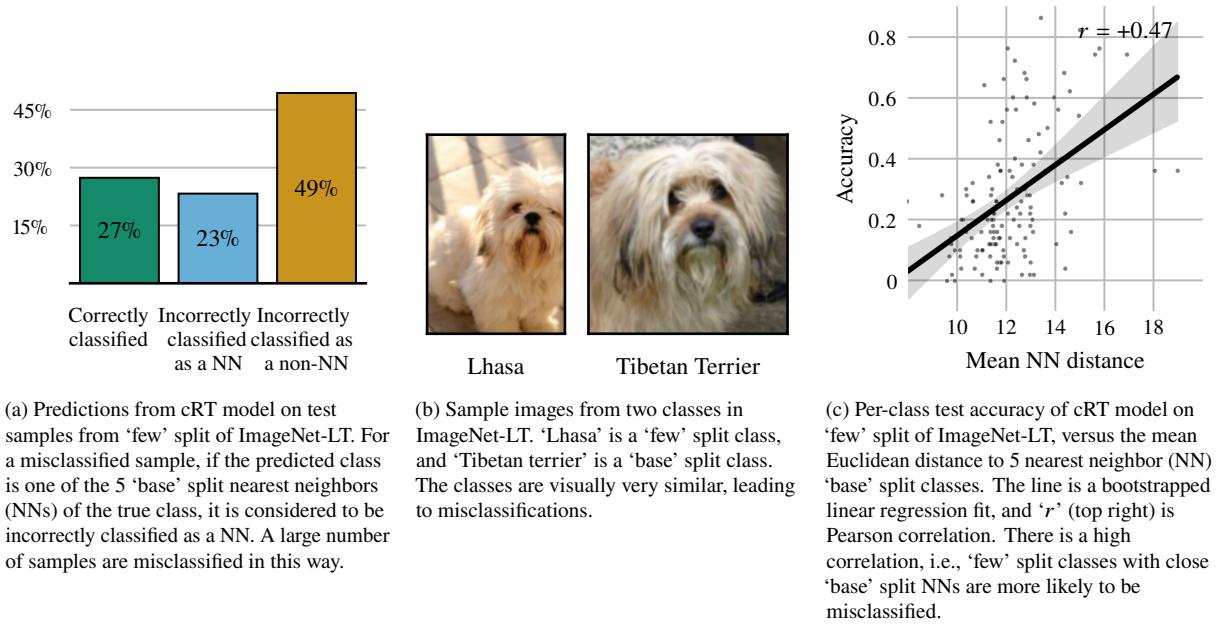 45%
30%
15%
27%
23%
49%
Correctly classified
Incorrectly classified as a NN
Incorrectly classified as a non-NN
(a) Predictions from cRT model on test
samples from ‘few’ split of ImageNet-LT. For
a misclassified sample, if the predicted class
is one of the 5 ‘base’ split nearest neighbors
(NNs) of the true class, it is considered to be
incorrectly classified as a NN. A large number
of samples are misclassified in this way.
Lhasa
Tibetan Terrier
(b) Sample images from two classes in
ImageNet-LT. ‘Lhasa’ is a ‘few’ split class,
and ‘Tibetan terrier’ is a ‘base’ split class.
The classes are visually very similar, leading
to misclassifications.
r = +0.47
Accuracy
0.8
0.6
0.4
0.2
0
10 12 14 16 18
Mean NN distance
(c) Per-class test accuracy of cRT model on
‘few’ split of ImageNet-LT, versus the mean
Euclidean distance to 5 nearest neighbor (NN)
‘base’ split classes. The line is a bootstrapped
linear regression fit, and ‘r’ (top right) is
Pearson correlation. There is a high
correlation, i.e., ‘few’ split classes with close
‘base’ split NNs are more likely to be
misclassified.